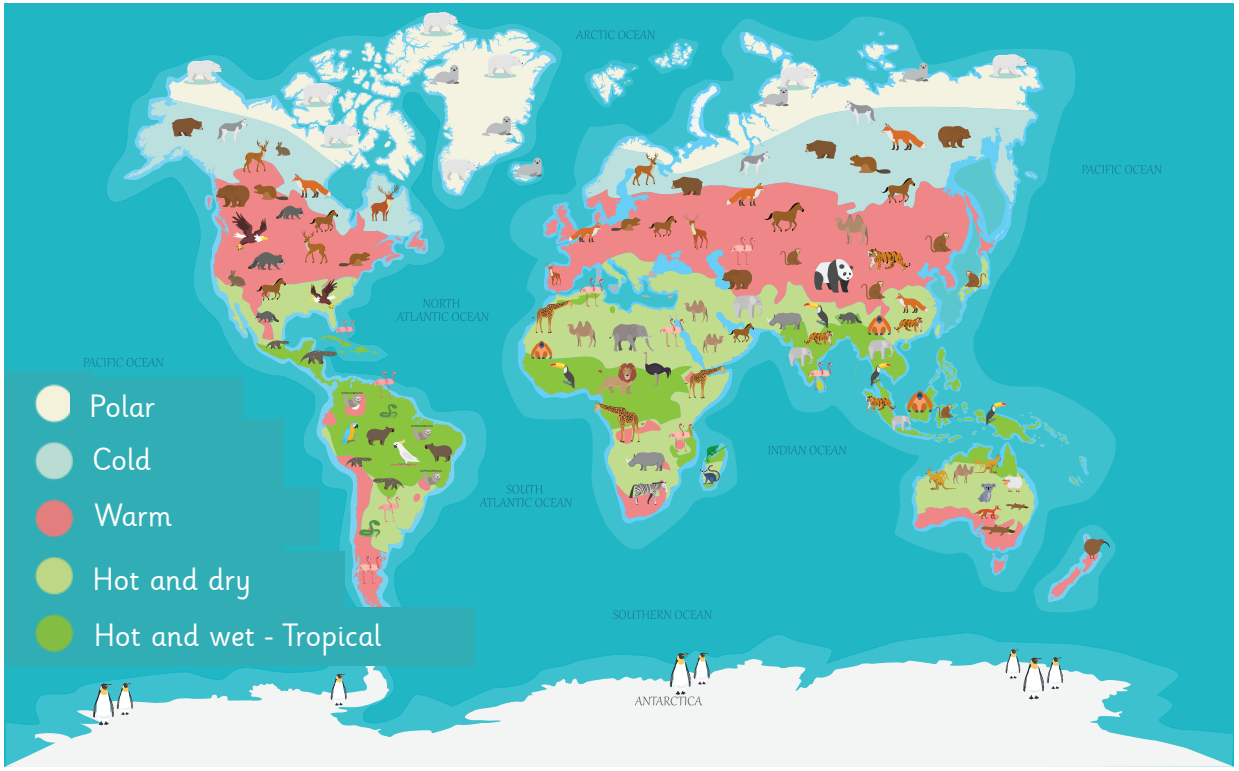 ARCTIC OCEAN
PACIFIC OCEAN
NORTH
ATLANTIC OCEAN
PACIFIC OCEAN
Polar
Cold
Warm
Hot and dry
Hot and wet - Tropical
INDIAN OCEAN
SOUTH
ATLANTIC OCEAN
SOUTHERN OCEAN
ANTARCTICA